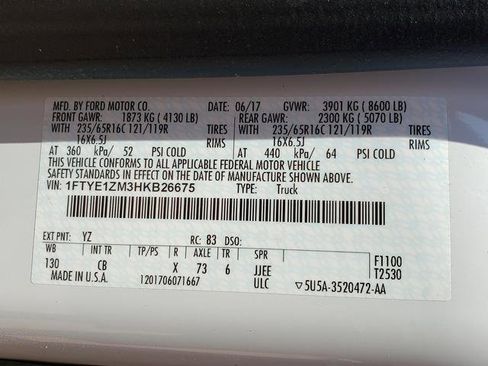 MFD. BY FORD MOTOR CO. DATE: 06/17 GVWR: 3901 KG ( 8600 LB)
FRONT GAWR: 1873 KG ( 4130 LB) REAR GAWR: 2300 KG ( 5070 LB)
WITH 235/65R16C 121/119R TIRES WITH 235/65R16C 121/119R TIRES
16X6.5J RIMS 16X6.5J RIMS
AT 360 kPa/ 52 PSI COLD AT 440 kPa/ 64 PSI COLD
THIS VEHICLE CONFORMS TO ALL APPLICABLE FEDERAL MOTOR VEHICLE
SAFETY STANDARDS IN EFFECT ON THE DATE OF MANUFACTURE SHOWN ABOVE.
VIN: 1FTYE1ZM3HKB26675 TYPE: Truck
EXT PNT: YZ RC: 83 DSO:
WB INTR TR TP/PS R AXLE TR SPR
130 CB X 73 6 JJEE F1100
T2530
MADE IN U.S.A. 1201706071667 ULC ▽5U5A-3520472-AA